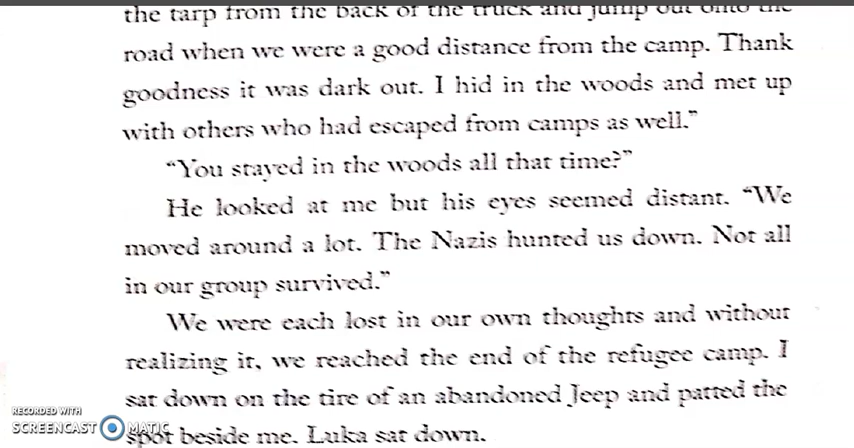 the tarp from the back of the truck and jump out onto the
road when we were a good distance from the camp. Thank
goodness it was dark out. I hid in the woods and met up
with others who had escaped from camps as well.”
“You stayed in the woods all that time?”
He looked at me but his eyes seemed distant. “We
moved around a lot. The Nazis hunted us down. Not all
in our group survived.”
We were each lost in our own thoughts and without
realizing it, we reached the end of the refugee camp. I
sat down on the tire of an abandoned Jeep and patted the
spot beside me. Luka sat down.
RECORDED WITH
SCREENCAST MATIC